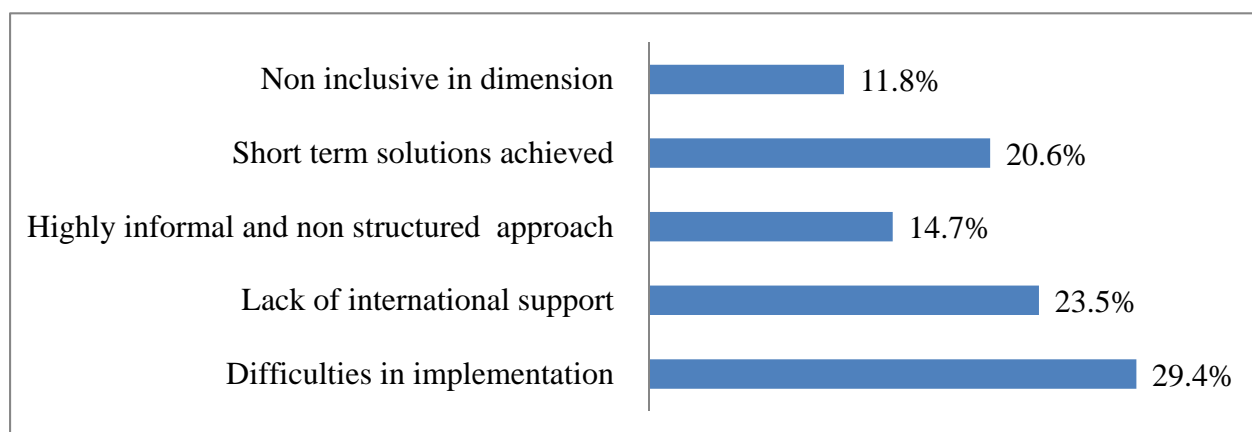 Non inclusive in dimension 11.8%
Short term solutions achieved 20.6%
Highly informal and non structured  approach 14.7%
Lack of international support 23.5%
Difficulties in implementation 29.4%